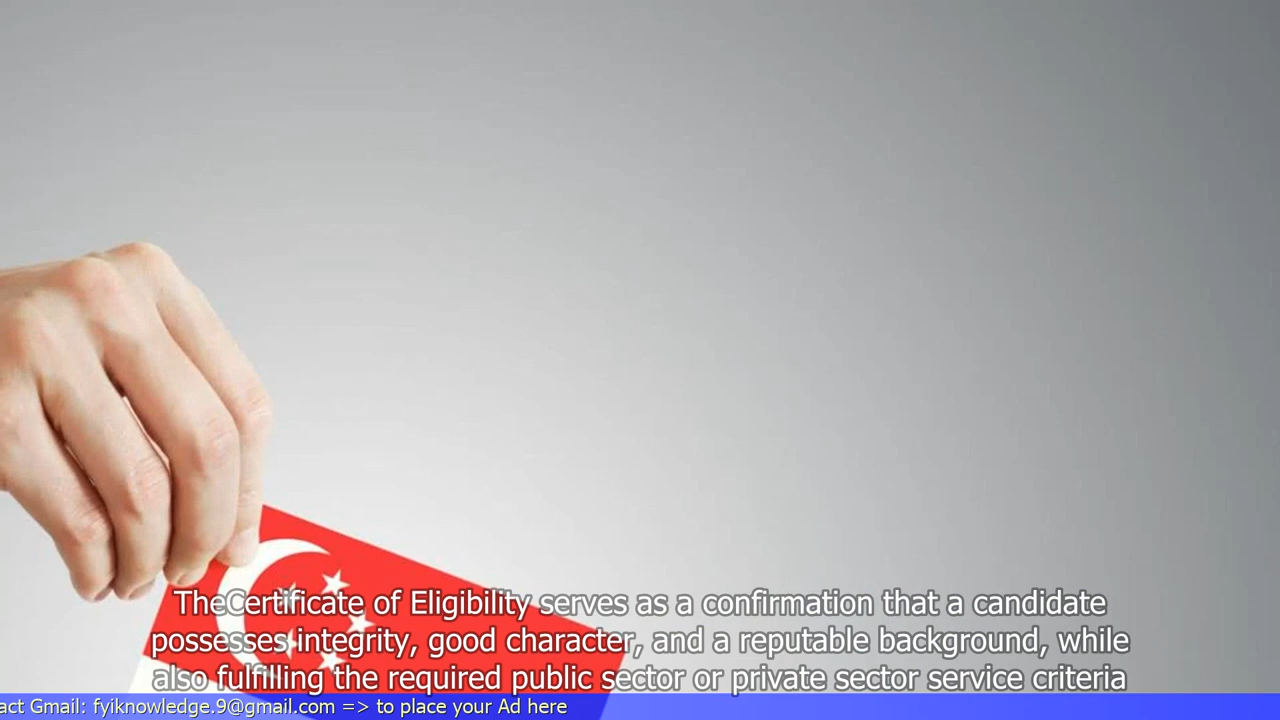 TheCertificate of Eligibility serves as a confirmation that a candidate
possesses integrity, good character, and a reputable background, while
also fulfilling the required public sector or private sector service criteria
act Gmail: fyiknowledge.9@gmail.com => to place your Ad here